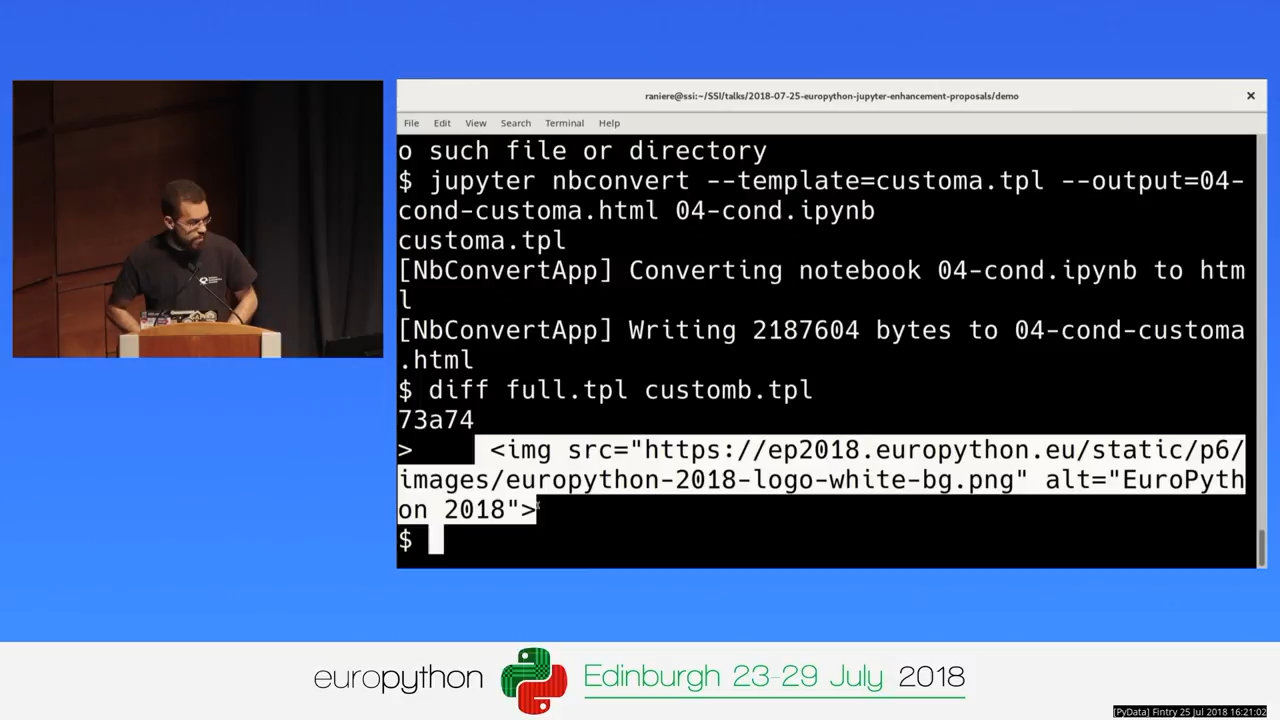 raniere@ssi:~/SSI/talks/2018-07-25-europython-jupyter-enhancement-proposals/demo
File Edit View Search Terminal Help
o such file or directory
$ jupyter nbconvert --template=customa.tpl --output=04-
cond-customa.html 04-cond.ipynb
customa.tpl
[NbConvertApp] Converting notebook 04-cond.ipynb to htm
l
[NbConvertApp] Writing 2187604 bytes to 04-cond-customa
.html
$ diff full.tpl customb.tpl
73a74
> <img src="https://ep2018.europython.eu/static/p6/
images/europython-2018-logo-white-bg.png" alt="EuroPyth
on 2018">
$
europython Edinburgh 23-29 July 2018
[PyData] Fintry 25 Jul 2018 16:21:02